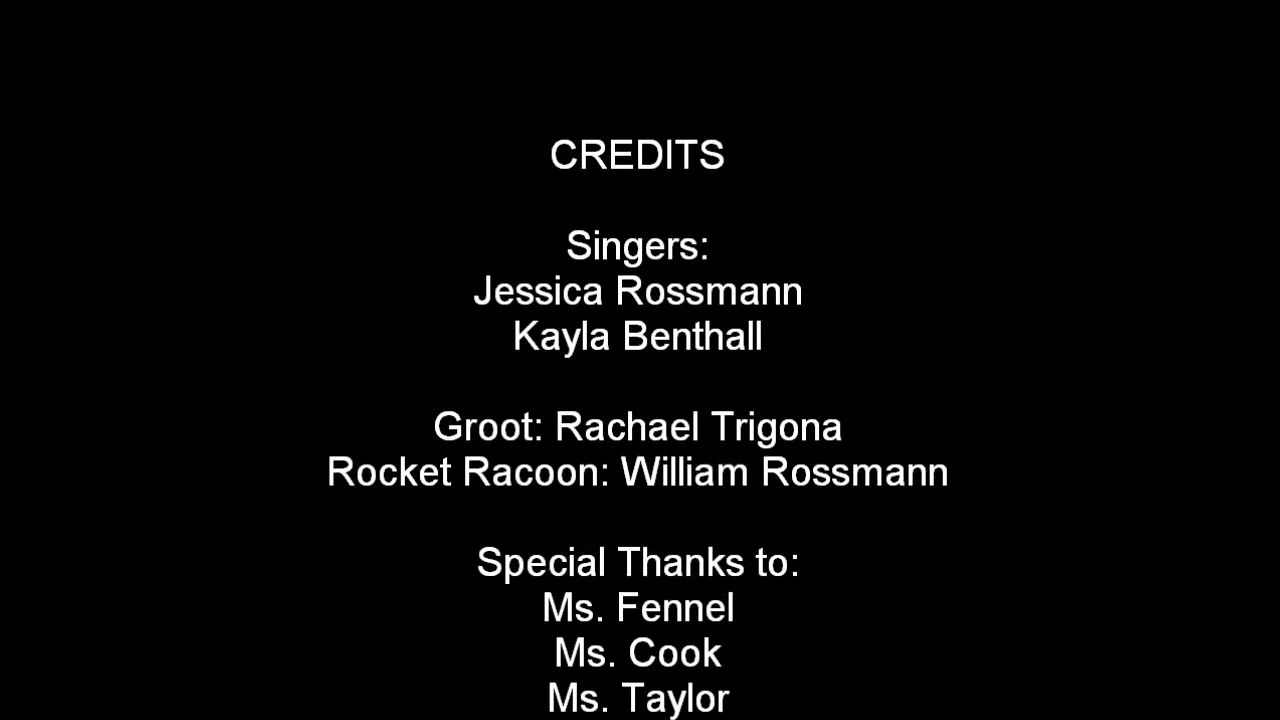 CREDITS
Singers:
Jessica Rossmann
Kayla Benthall
Groot: Rachael Trigona
Rocket Racoon: William Rossmann
Special Thanks to:
Ms. Fennel
Ms. Cook
Ms. Taylor